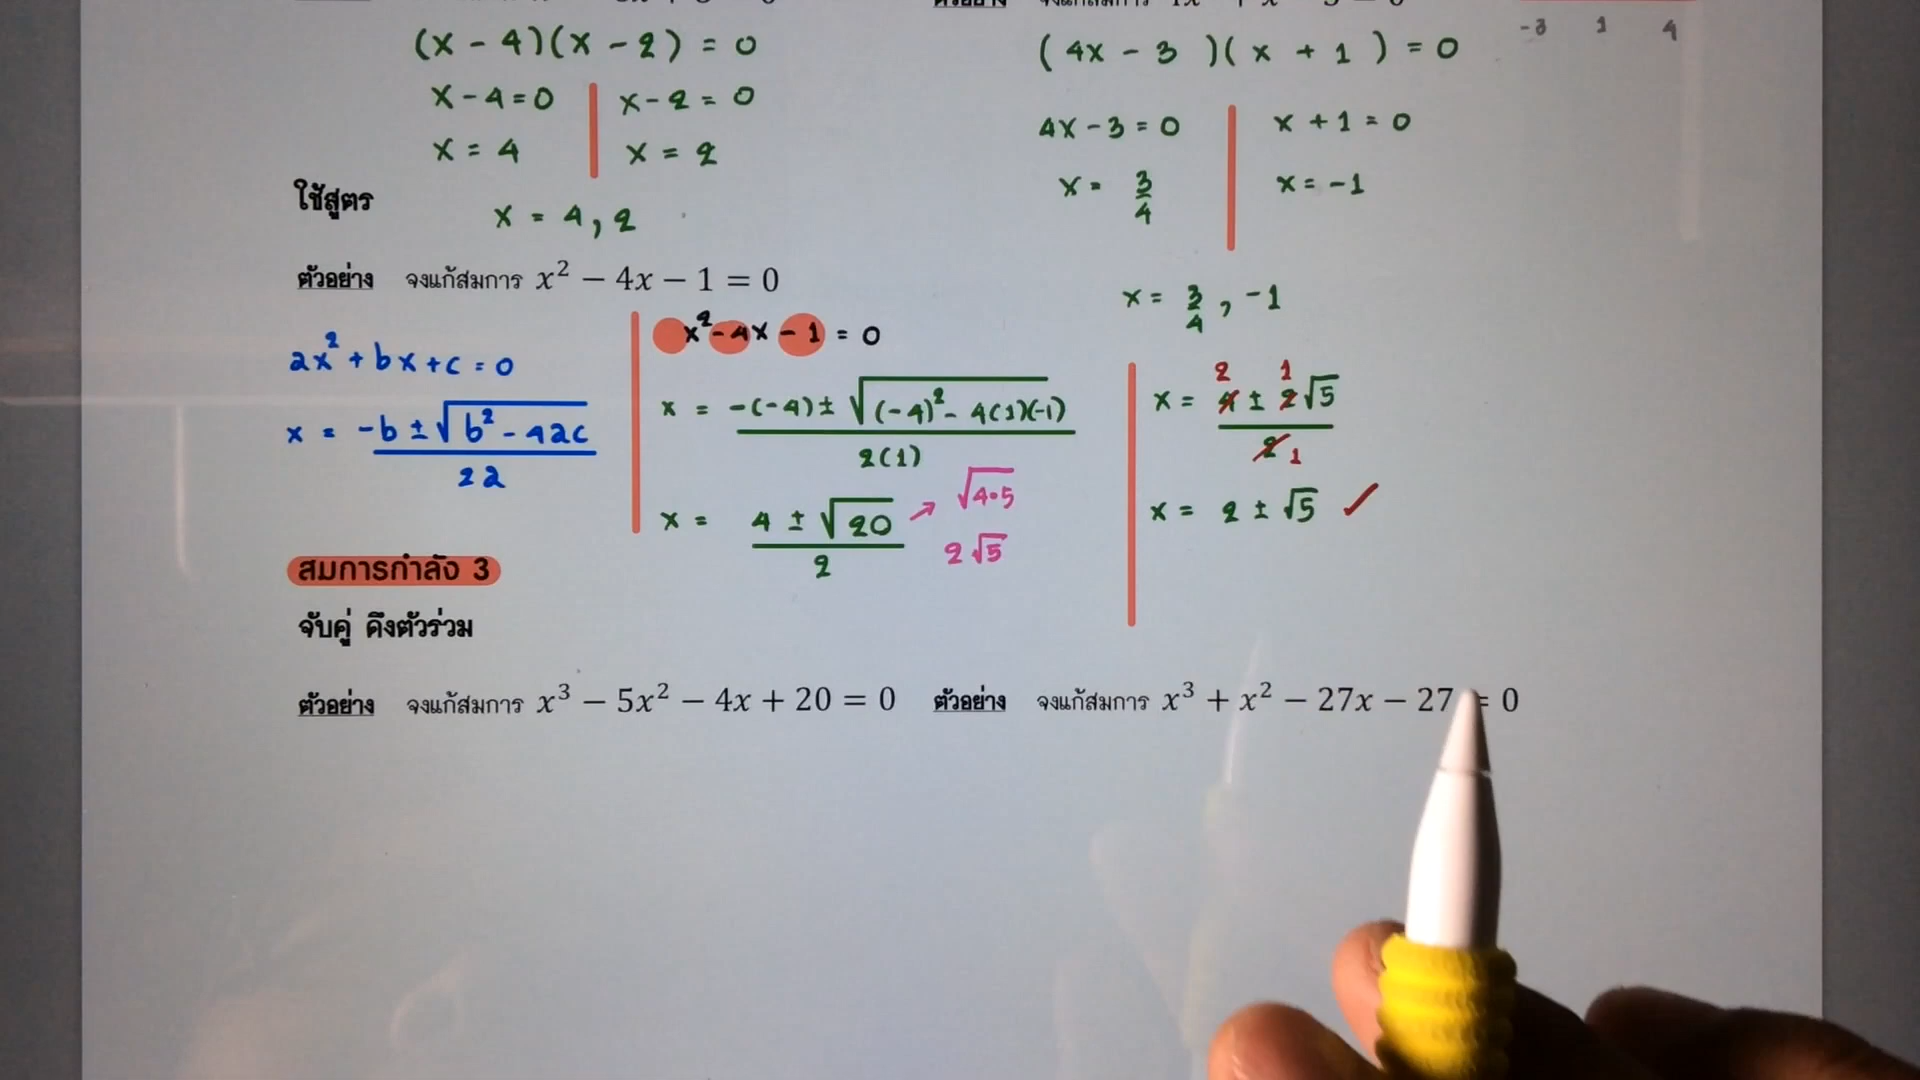 (x - 4)(x - 2) = 0
x - 4 = 0
x - 2 = 0
x = 4
x = 2
x = 4, 2
(4x - 3)(x + 1) = 0
-3 1 4
4x - 3 = 0
x + 1 = 0
x = 3/4
x = -1
x = 3/4, -1
ใช้สูตร
ตัวอย่าง จงแก้สมการ x² − 4x − 1 = 0
ax² + bx + c = 0
x = (-b ± √(b² - 4ac))/2a
x² - 4x - 1 = 0
x = (-(-4) ± √((-4)² - 4(1)(-1)))/2(1)
x = (4 ± √20)/2
√(4·5)
2√5
2 1
x = (4 ± 2√5)/2 1
x = 2 ± √5 ✓
สมการกำลัง 3
จับคู่ ดึงตัวร่วม
ตัวอย่าง จงแก้สมการ x³ − 5x² − 4x + 20 = 0
ตัวอย่าง จงแก้สมการ x³ + x² − 27x − 27 = 0